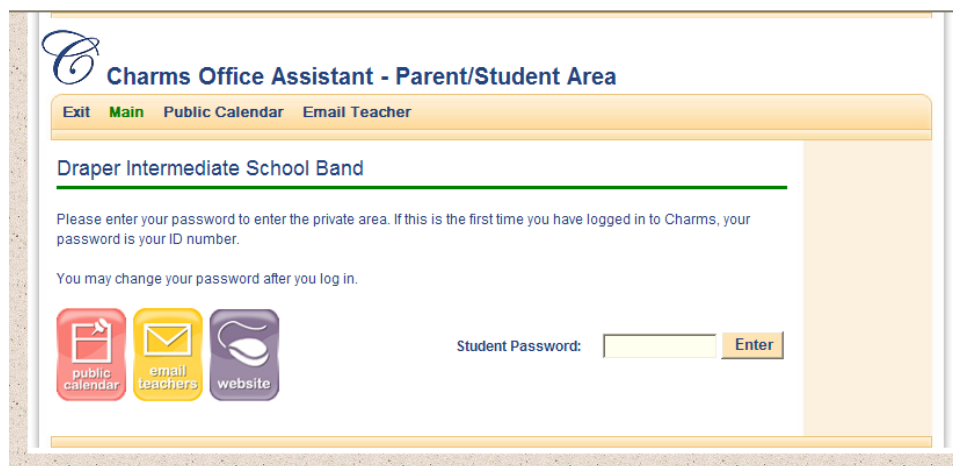 C
Charms Office Assistant - Parent/Student Area
Exit Main Public Calendar Email Teacher
Draper Intermediate School Band
Please enter your password to enter the private area. If this is the first time you have logged in to Charms, your
password is your ID number.
You may change your password after you log in.
public
calendar
email
teachers
website
Student Password: Enter